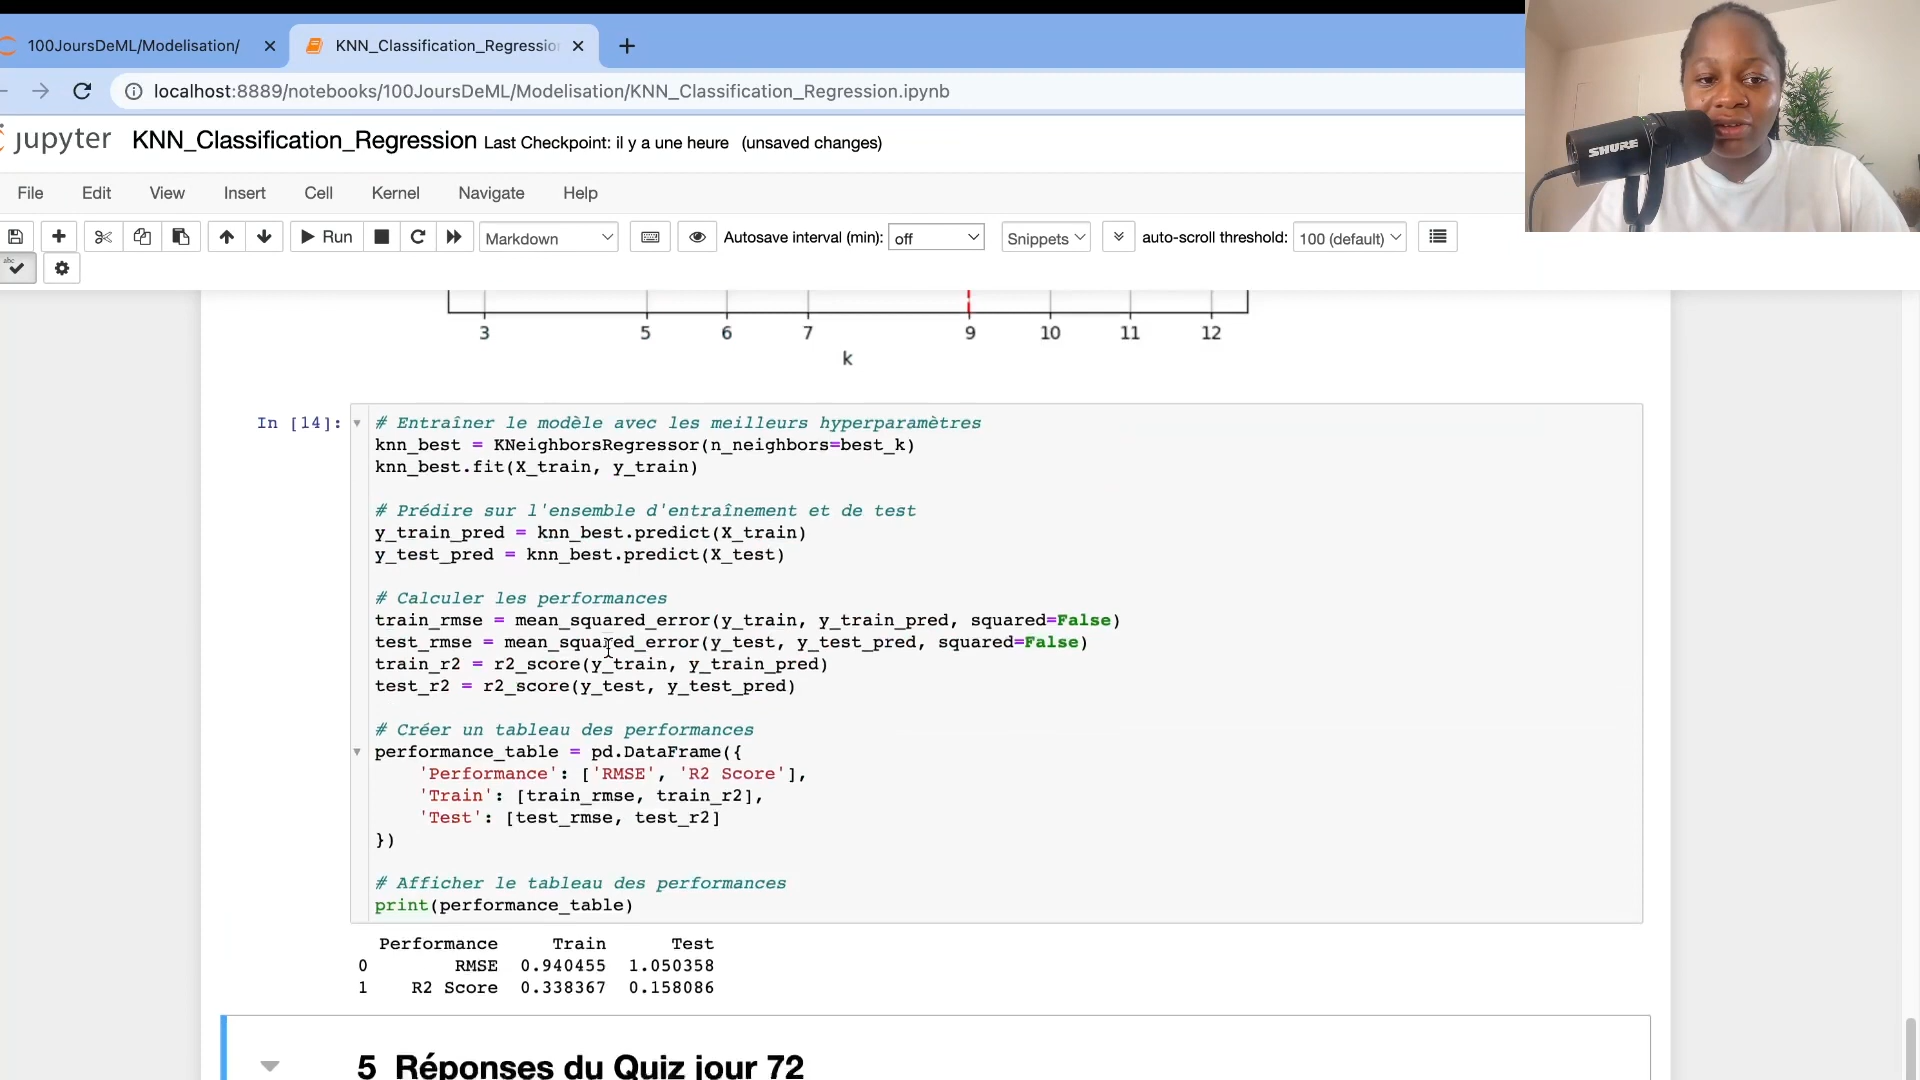 100JoursDeML/Modelisation/
KNN_Classification_Regressio
localhost:8889/notebooks/100JoursDeML/Modelisation/KNN_Classification_Regression.ipynb
jupyter KNN_Classification_Regression Last Checkpoint: il y a une heure (unsaved changes)
SHURE
File Edit View Insert Cell Kernel Navigate Help
Run Markdown Autosave interval (min): off Snippets auto-scroll threshold: 100 (default)
abc
3 5 6 7 9 10 11 12
k
In [14]:
# Entraîner le modèle avec les meilleurs hyperparamètres
knn_best = KNeighborsRegressor(n_neighbors=best_k)
knn_best.fit(X_train, y_train)
# Prédire sur l'ensemble d'entraînement et de test
y_train_pred = knn_best.predict(X_train)
y_test_pred = knn_best.predict(X_test)
# Calculer les performances
train_rmse = mean_squared_error(y_train, y_train_pred, squared=False)
test_rmse = mean_squared_error(y_test, y_test_pred, squared=False)
train_r2 = r2_score(y_train, y_train_pred)
test_r2 = r2_score(y_test, y_test_pred)
# Créer un tableau des performances
performance_table = pd.DataFrame({
'Performance': ['RMSE', 'R2 Score'],
'Train': [train_rmse, train_r2],
'Test': [test_rmse, test_r2]
})
# Afficher le tableau des performances
print(performance_table)
Performance Train Test
0 RMSE 0.940455 1.050358
1 R2 Score 0.338367 0.158086
5 Réponses du Quiz jour 72